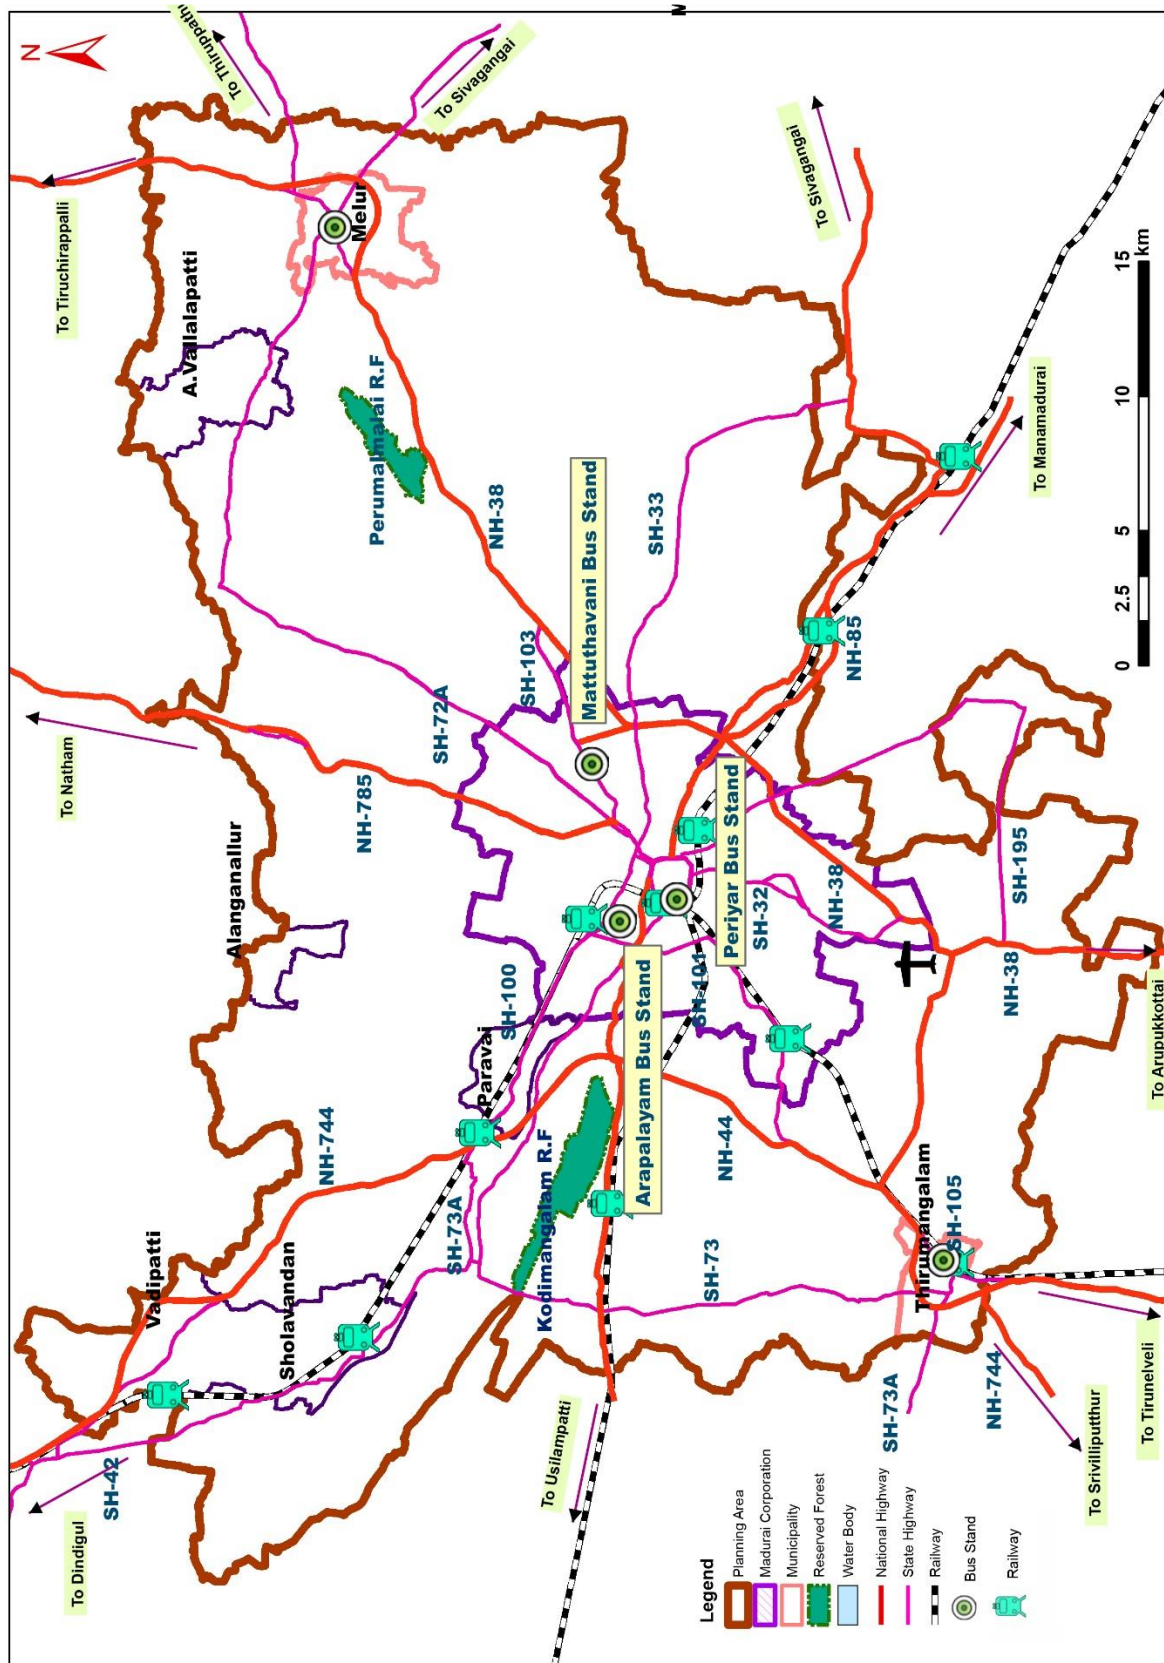 N
To Tiruchirappalli
To Sivagangai
Melur
A.Vallalapatti
Perumalmalai R.F
To Sivagangai
To Natham
NH-38
SH-33
Mattuthavani Bus Stand
SH-103
SH-72A
NH-785
Alanganallur
To Manamadurai
NH-85
Periyar Bus Stand
SH-32
NH-38
SH-195
NH-38
To Arupukkottai
SH-100
SH-101
Arapalayam Bus Stand
Paravai
NH-744
Kodimangalam R.F
NH-44
SH-73A
SH-73
Vadipatti
Sholavandan
Thirumangalam
SH-105
SH-42
To Dindigul
To Usilampatti
SH-73A
NH-744
To Srivilliputthur
To Tirunelveli
0 2.5 5 10 15
km
Legend
Planning Area
Madurai Corporation
Municipality
Reserved Forest
Water Body
National Highway
State Highway
Railway
Bus Stand
Railway